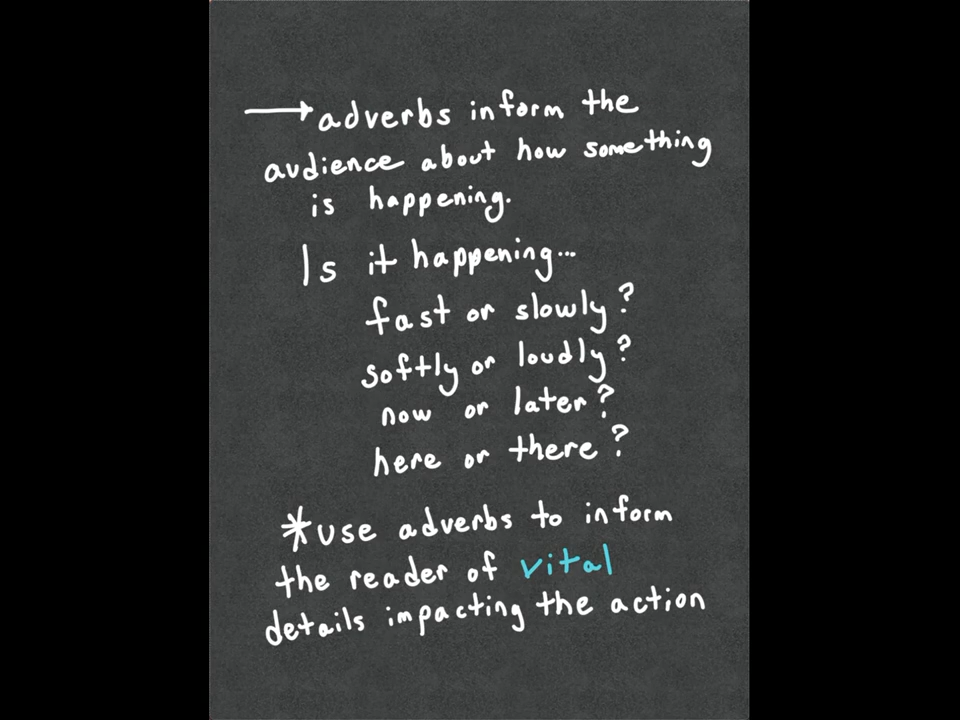 → adverbs inform the
audience about how something
is happening.
Is it happening...
fast or slowly?
softly or loudly?
now or later?
here or there?
*use adverbs to inform
the reader of vital
details impacting the action